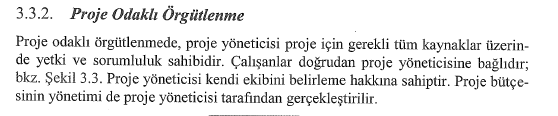 3.3.2. Proje Odaklı Örgütlenme
Proje odaklı örgütlenmede, proje yöneticisi proje için gerekli tüm kaynaklar üzerin-
de yetki ve sorumluluk sahibidir. Çalışanlar doğrudan proje yöneticisine bağlıdır;
bkz. Şekil 3.3. Proje yöneticisi kendi ekibini belirleme hakkına sahiptir. Proje bütçe-
sinin yönetimi de proje yöneticisi tarafından gerçekleştirilir.